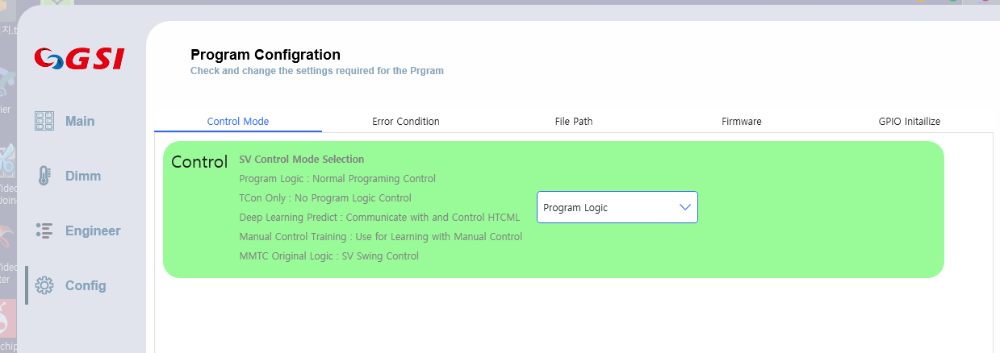 치.t
GSI
Program Configration
Check and change the settings required for the Prgram
ier
Main
Control Mode
Error Condition
File Path
Firmware
GPIO Initailize
Control
SV Control Mode Selection
Program Logic : Normal Programing Control
TCon Only : No Program Logic Control
Deep Learning Predict : Communicate with and Control HTCML
Manual Control Training : Use for Learning with Manual Control
MMTC Original Logic : SV Swing Control
Program Logic
Dimm
Video
Join
Engineer
Video
ter
Config
chip